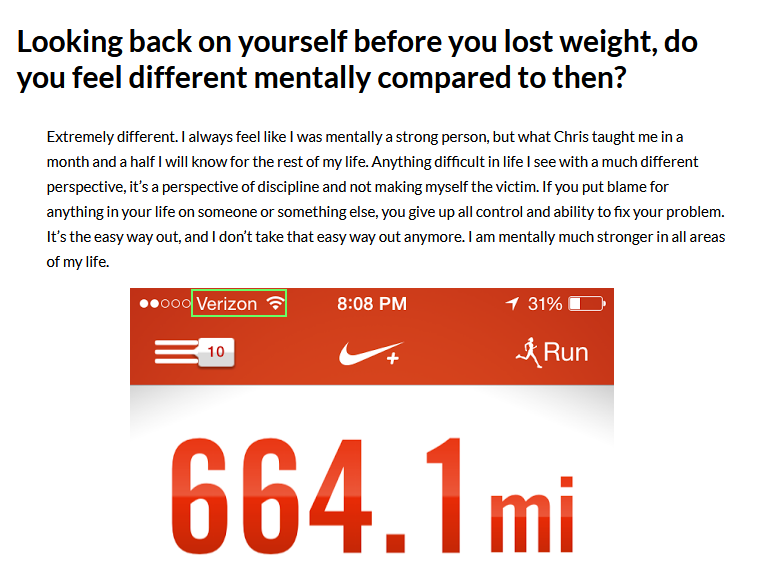 Looking back on yourself before you lost weight, do
you feel different mentally compared to then?
Extremely different. I always feel like I was mentally a strong person, but what Chris taught me in a
month and a half I will know for the rest of my life. Anything difficult in life I see with a much different
perspective, it’s a perspective of discipline and not making myself the victim. If you put blame for
anything in your life on someone or something else, you give up all control and ability to fix your problem.
It’s the easy way out, and I don’t take that easy way out anymore. I am mentally much stronger in all areas
of my life.
Verizon 8:08 PM 31%
10 + Run
664.1 mi